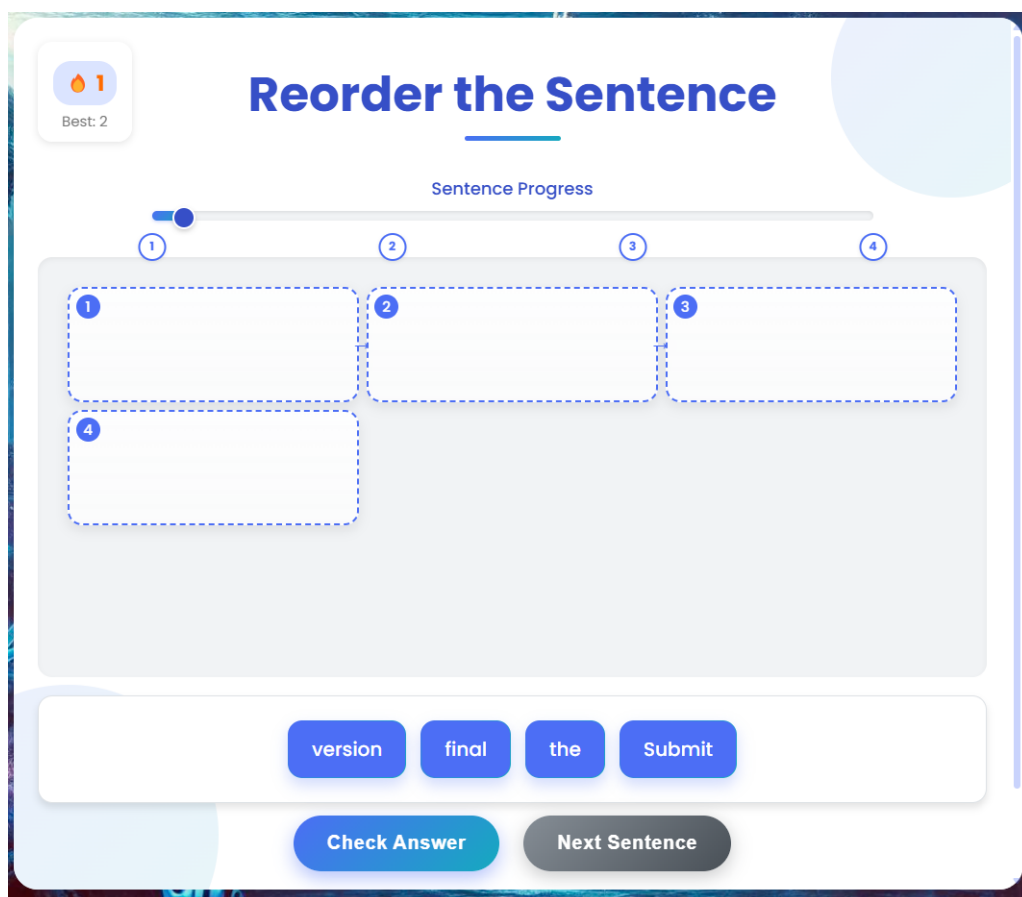 🔥 1
Best: 2
Reorder the Sentence
Sentence Progress
1 2 3 4
1 → 2 → 3
4
version final the Submit
Check Answer Next Sentence